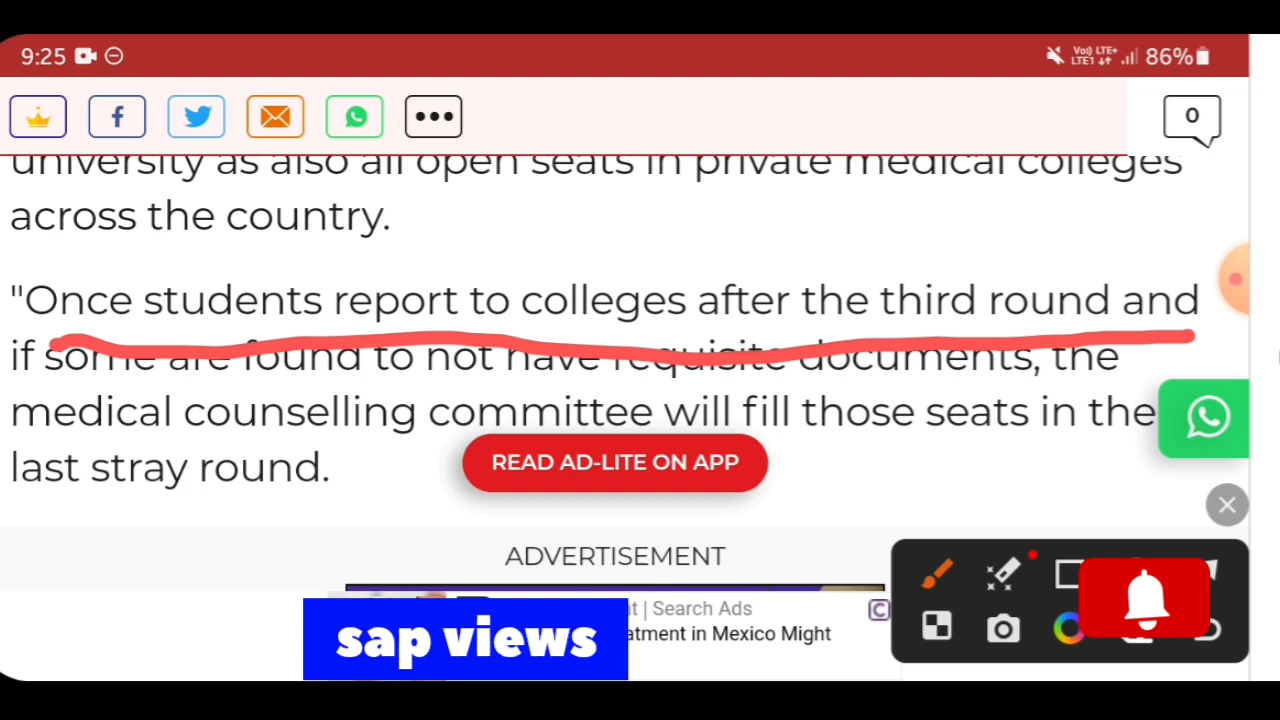 9:25
Vo)) LTE+
LTE1 86%
0
university as also all open seats in private medical colleges
across the country.
"Once students report to colleges after the third round and
if some are found to not have requisite documents, the
medical counselling committee will fill those seats in the
last stray round.
READ AD-LITE ON APP
ADVERTISEMENT
| Search Ads
in Mexico Might
sap views